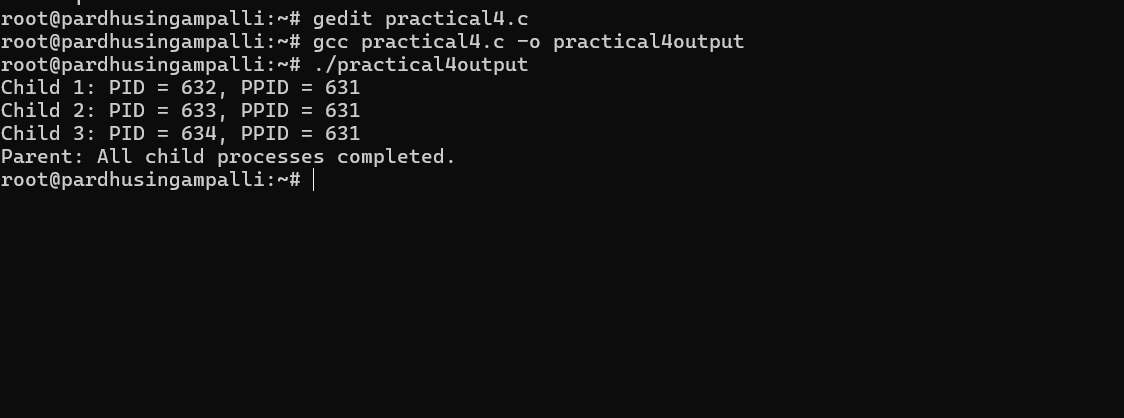 root@pardhusingampalli:~# gedit practical4.c
root@pardhusingampalli:~# gcc practical4.c -o practical4output
root@pardhusingampalli:~# ./practical4output
Child 1: PID = 632, PPID = 631
Child 2: PID = 633, PPID = 631
Child 3: PID = 634, PPID = 631
Parent: All child processes completed.
root@pardhusingampalli:~#